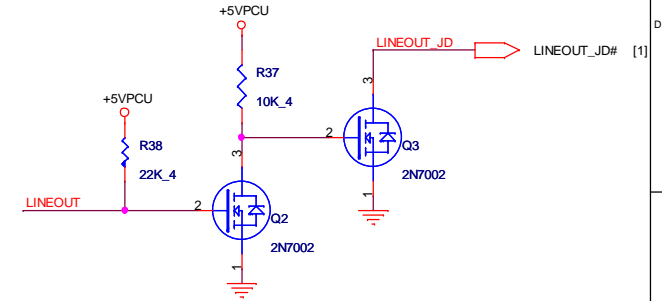 +5VPCU
D
LINEOUT_JD
LINEOUT_JD# [1]
R37
3
10K_4
+5VPCU
R38
2
Q3
22K_4
3
2N7002
LINEOUT
2
1
Q2
2N7002
1